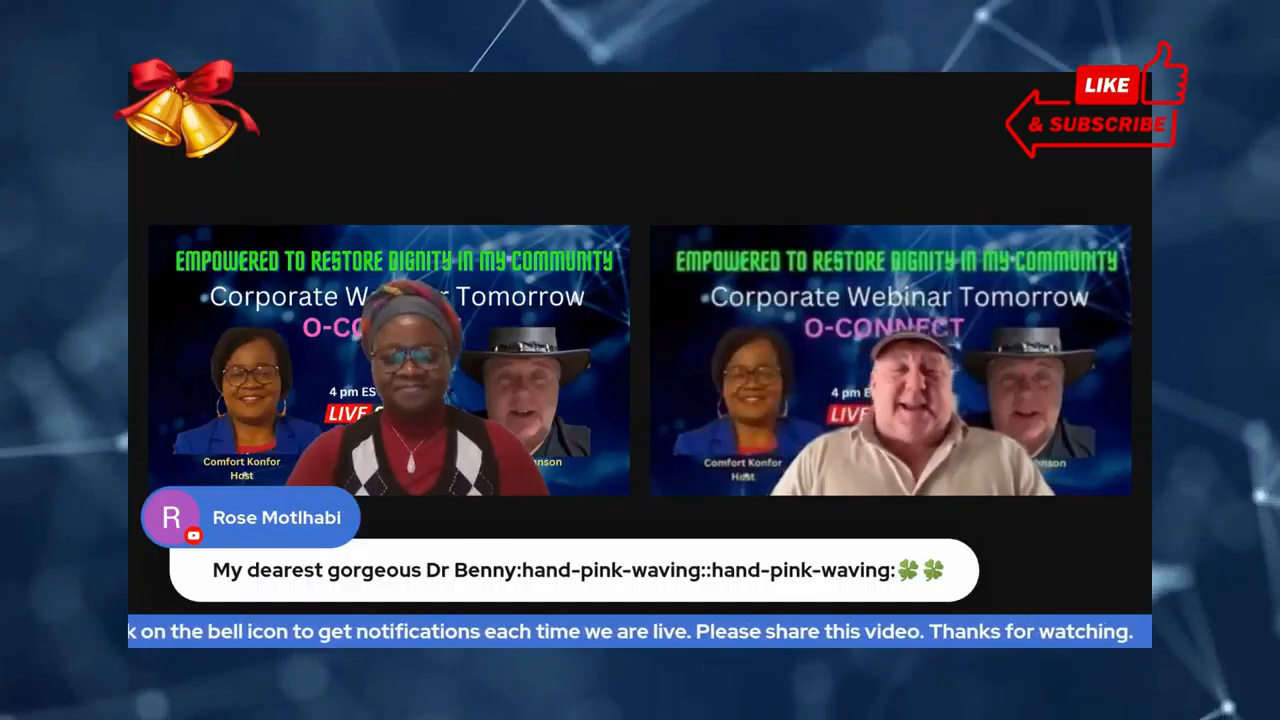 LIKE
& SUBSCRIBE
EMPOWERED TO RESTORE DIGNITY IN MY COMMUNITY
Corporate Tomorrow
4 pm
LIVE
Comfort Konfor
Host
EMPOWERED TO RESTORE DIGNITY IN MY COMMUNITY
Corporate Webinar Tomorrow
O-CONNECT
4 pm
LIVE
Comfort Konfor
Host
R
Rose Motlhabi
My dearest gorgeous Dr Benny:hand-pink-waving::hand-pink-waving:🍀🍀
on the bell icon to get notifications each time we are live. Please share this video. Thanks for watching.